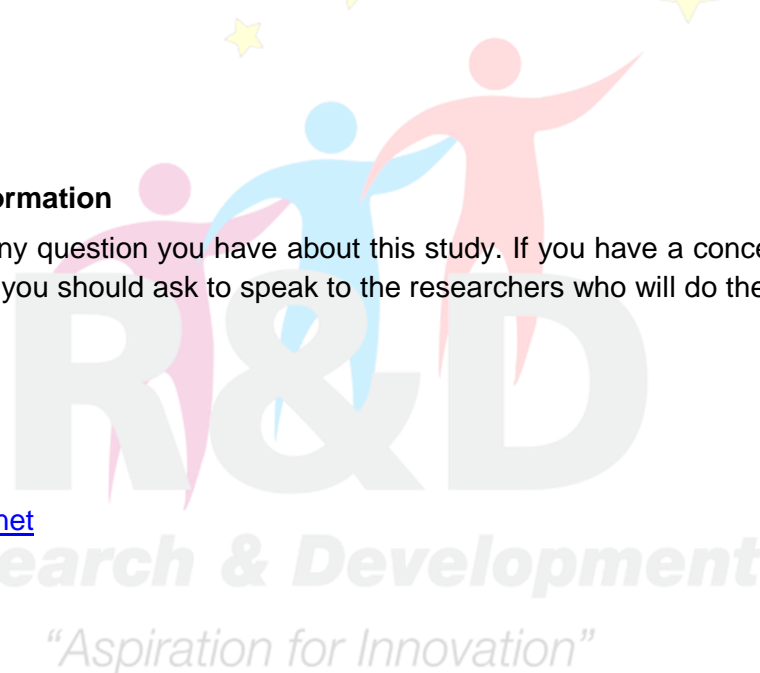 ormation
ny question you have about this study. If you have a conce
you should ask to speak to the researchers who will do the
R&D
net
earch & Development
“Aspiration for Innovation”